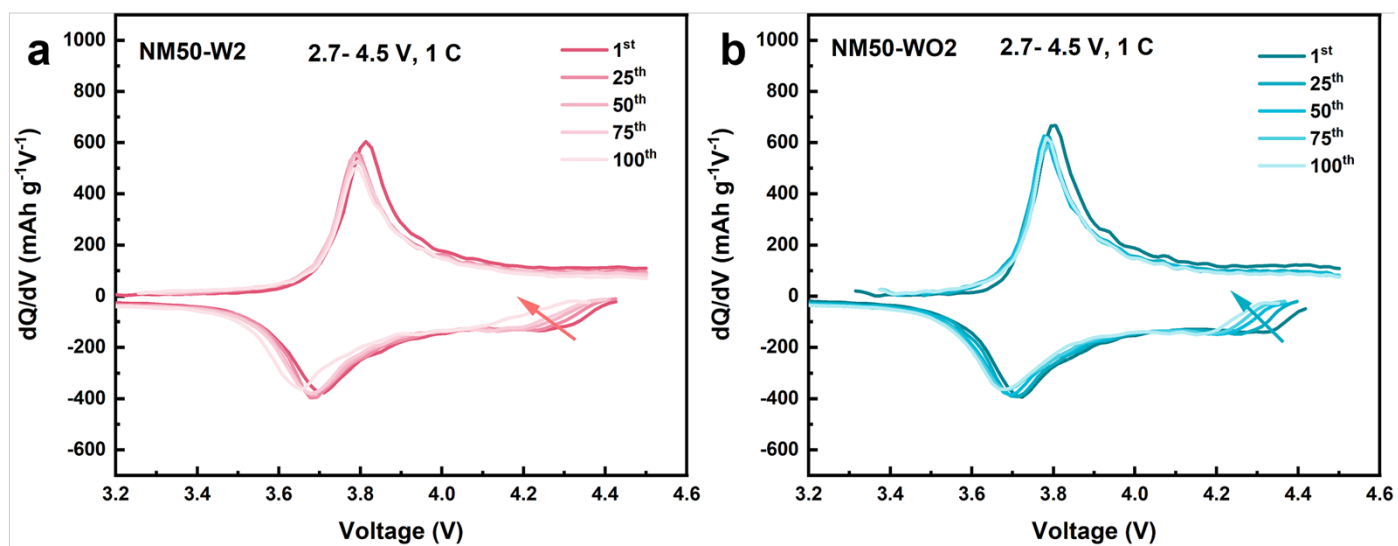 a
NM50-W2
2.7- 4.5 V, 1 C
1st
25th
50th
75th
100th
dQ/dV (mAh g-1V-1)
1000
800
600
400
200
0
-200
-400
-600
3.2
3.4
3.6
3.8
4.0
4.2
4.4
4.6
Voltage (V)
b
NM50-WO2
2.7- 4.5 V, 1 C
1st
25th
50th
75th
100th
dQ/dV (mAh g-1V-1)
1000
800
600
400
200
0
-200
-400
-600
3.2
3.4
3.6
3.8
4.0
4.2
4.4
4.6
Voltage (V)